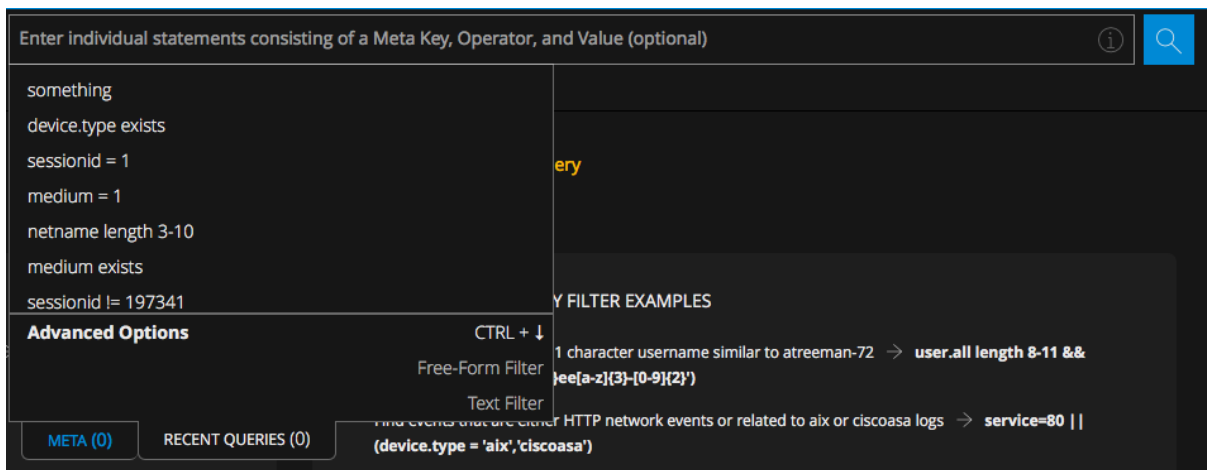 Enter individual statements consisting of a Meta Key, Operator, and Value (optional)
something
device.type exists
sessionid = 1
ery
medium = 1
netname length 3-10
medium exists
sessionid != 197341
Y FILTER EXAMPLES
Advanced Options CTRL + ↓
1 character username similar to atreeman-72 → user.all length 8-11 &&
Free-Form Filter
}ee[a-z]{3}-[0-9]{2}')
Text Filter
Find events that are either HTTP network events or related to aix or ciscoasa logs → service=80 ||
META (0) RECENT QUERIES (0)
(device.type = 'aix','ciscoasa')